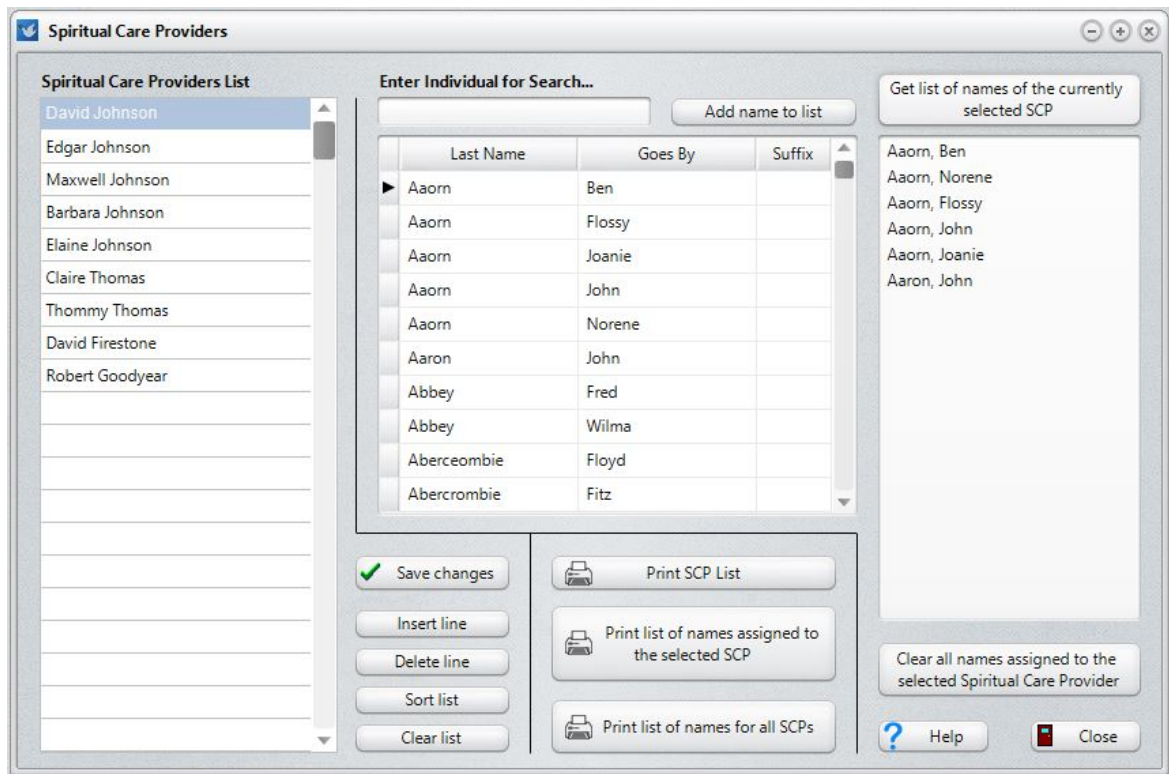 Spiritual Care Providers
Spiritual Care Providers List
David Johnson
Edgar Johnson
Maxwell Johnson
Barbara Johnson
Elaine Johnson
Claire Thomas
Thommy Thomas
David Firestone
Robert Goodyear
Enter Individual for Search...
Add name to list
Last Name Goes By Suffix
Aaorn Ben
Aaorn Flossy
Aaorn Joanie
Aaorn John
Aaorn Norene
Aaron John
Abbey Fred
Abbey Wilma
Aberceombie Floyd
Abercrombie Fitz
Save changes
Insert line
Delete line
Sort list
Clear list
Print SCP List
Print list of names assigned to
the selected SCP
Print list of names for all SCPs
Get list of names of the currently
selected SCP
Aaorn, Ben
Aaorn, Norene
Aaorn, Flossy
Aaorn, John
Aaorn, Joanie
Aaron, John
Clear all names assigned to the
selected Spiritual Care Provider
? Help
Close